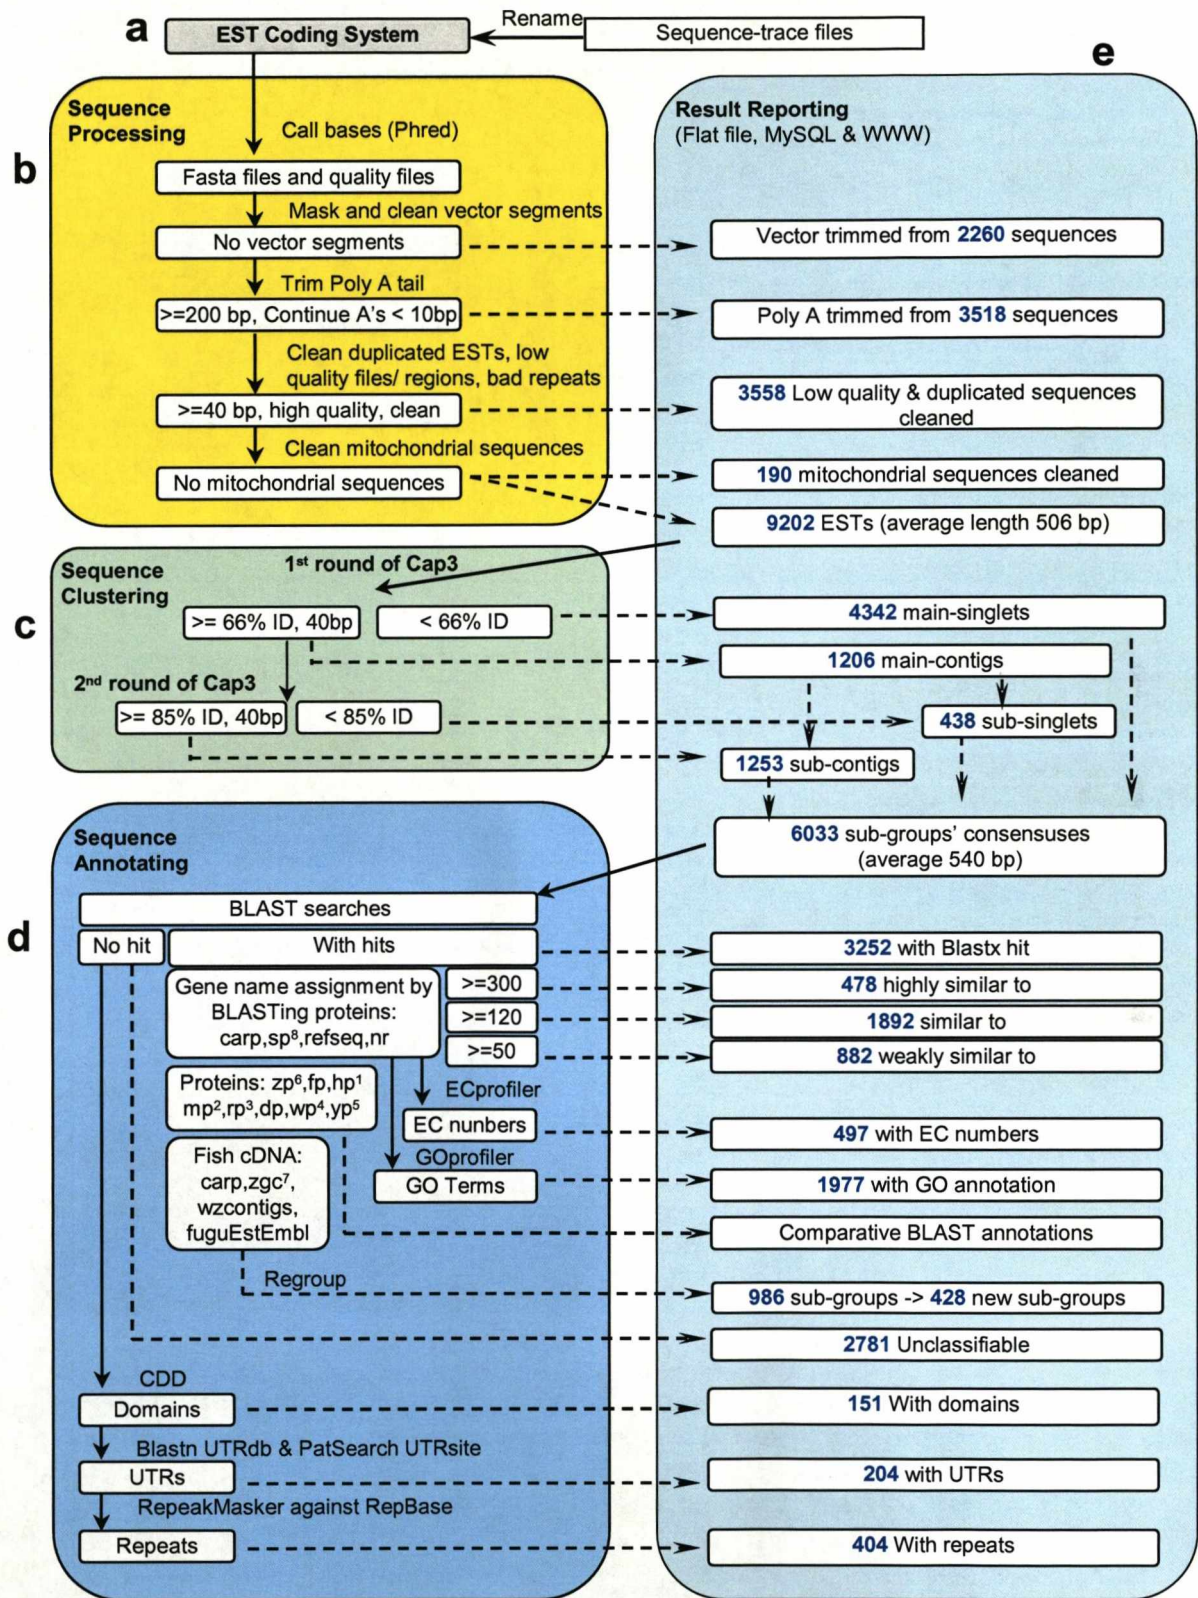 a
EST Coding System
Rename
Sequence-trace files
e
b
Sequence
Processing
Call bases (Phred)
Fasta files and quality files
Mask and clean vector segments
No vector segments
Trim Poly A tail
>=200 bp, Continue A's < 10bp
Clean duplicated ESTs, low
quality files/ regions, bad repeats
>=40 bp, high quality, clean
Clean mitochondrial sequences
No mitochondrial sequences
Result Reporting
(Flat file, MySQL & WWW)
Vector trimmed from 2260 sequences
Poly A trimmed from 3518 sequences
3558 Low quality & duplicated sequences
cleaned
190 mitochondrial sequences cleaned
9202 ESTs (average length 506 bp)
c
Sequence
Clustering
1st round of Cap3
>= 66% ID, 40bp
< 66% ID
2nd round of Cap3
>= 85% ID, 40bp
< 85% ID
4342 main-singlets
1206 main-contigs
438 sub-singlets
1253 sub-contigs
6033 sub-groups' consensuses
(average 540 bp)
d
Sequence
Annotating
BLAST searches
No hit
With hits
Gene name assignment by
BLASTing proteins:
carp,sp8,refseq,nr
>=300
>=120
>=50
Proteins: zp6,fp,hp1
mp2,rp3,dp,wp4,yp5
ECprofiler
EC nunbers
Fish cDNA:
carp,zgc7,
wzcontigs,
fuguEstEmbl
GOprofiler
GO Terms
Regroup
CDD
Domains
Blastn UTRdb & PatSearch UTRsite
UTRs
RepeakMasker against RepBase
Repeats
3252 with Blastx hit
478 highly similar to
1892 similar to
882 weakly similar to
497 with EC numbers
1977 with GO annotation
Comparative BLAST annotations
986 sub-groups -> 428 new sub-groups
2781 Unclassifiable
151 With domains
204 with UTRs
404 With repeats